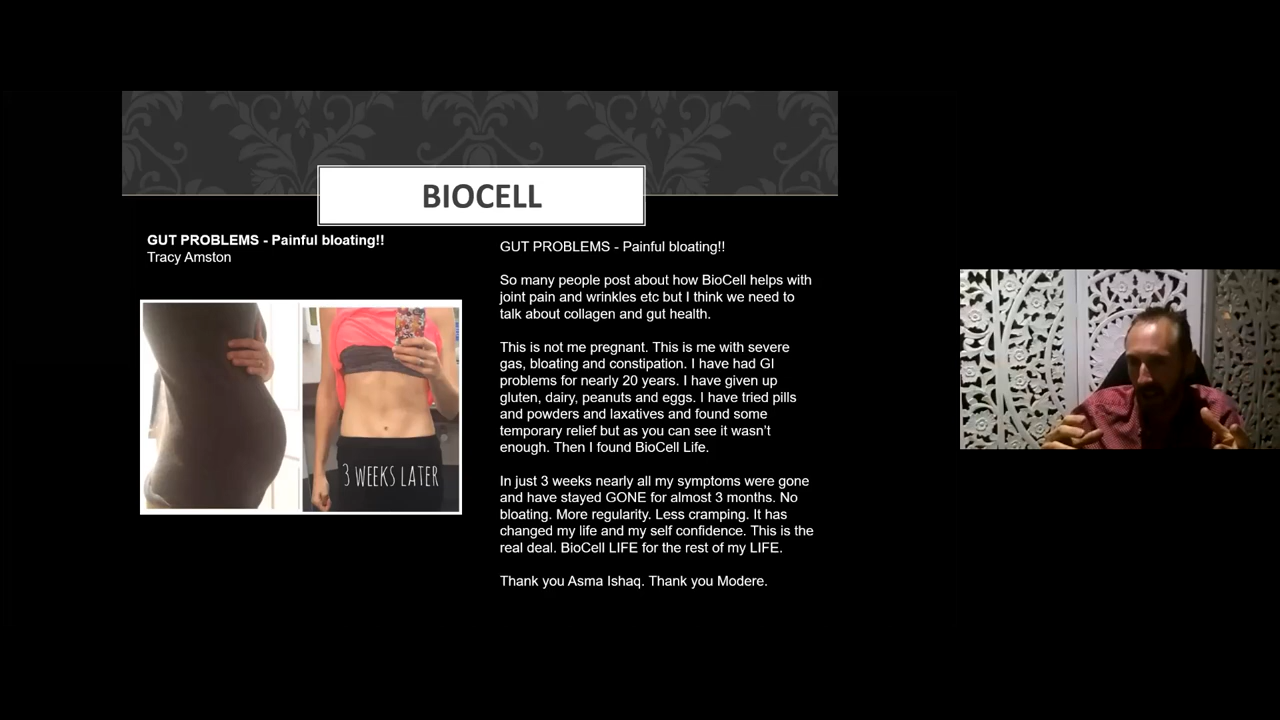 BIOCELL
GUT PROBLEMS - Painful bloating!!
Tracy Amston
3 WEEKS LATER
GUT PROBLEMS - Painful bloating!!
So many people post about how BioCell helps with
joint pain and wrinkles etc but I think we need to
talk about collagen and gut health.
This is not me pregnant. This is me with severe
gas, bloating and constipation. I have had GI
problems for nearly 20 years. I have given up
gluten, dairy, peanuts and eggs. I have tried pills
and powders and laxatives and found some
temporary relief but as you can see it wasn't
enough. Then I found BioCell Life.
In just 3 weeks nearly all my symptoms were gone
and have stayed GONE for almost 3 months. No
bloating. More regularity. Less cramping. It has
changed my life and my self confidence. This is the
real deal. BioCell LIFE for the rest of my LIFE.
Thank you Asma Ishaq. Thank you Modere.